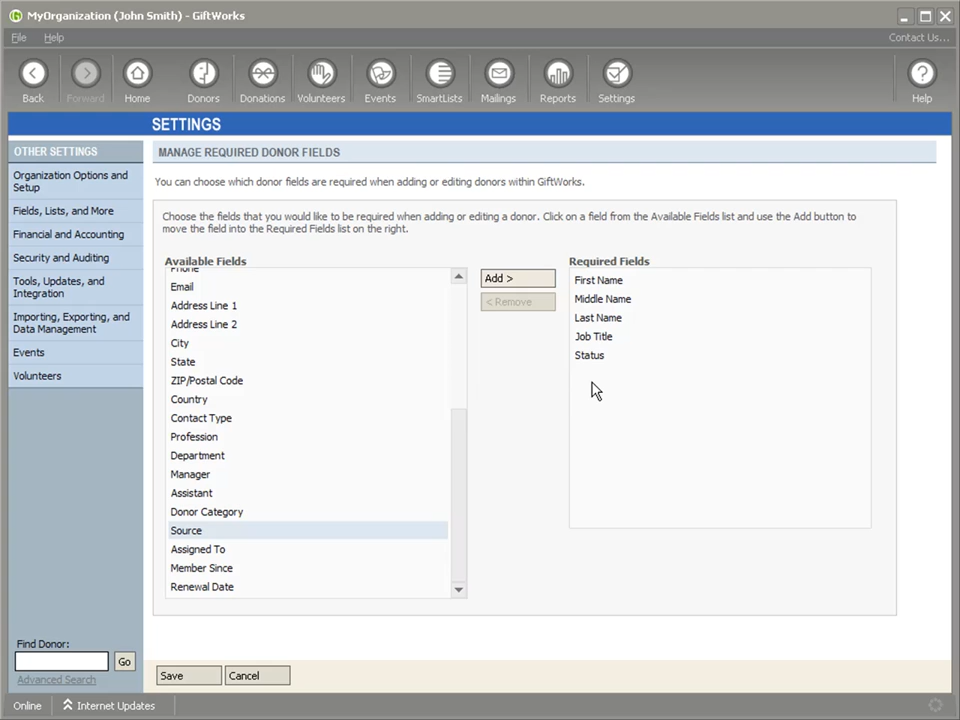 MyOrganization (John Smith) - GiftWorks
File Help Contact Us...
Back Forward Home Donors Donations Volunteers Events SmartLists Mailings Reports Settings Help
SETTINGS
OTHER SETTINGS
Organization Options and
Setup
Fields, Lists, and More
Financial and Accounting
Security and Auditing
Tools, Updates, and
Integration
Importing, Exporting, and
Data Management
Events
Volunteers
MANAGE REQUIRED DONOR FIELDS
You can choose which donor fields are required when adding or editing donors within GiftWorks.
Choose the fields that you would like to be required when adding or editing a donor. Click on a field from the Available Fields list and use the Add button to
move the field into the Required Fields list on the right.
Available Fields
Phone
Email
Address Line 1
Address Line 2
City
State
ZIP/Postal Code
Country
Contact Type
Profession
Department
Manager
Assistant
Donor Category
Source
Assigned To
Member Since
Renewal Date
Add >
< Remove
Required Fields
First Name
Middle Name
Last Name
Job Title
Status
Find Donor:
Go
Advanced Search
Save Cancel
Online Internet Updates